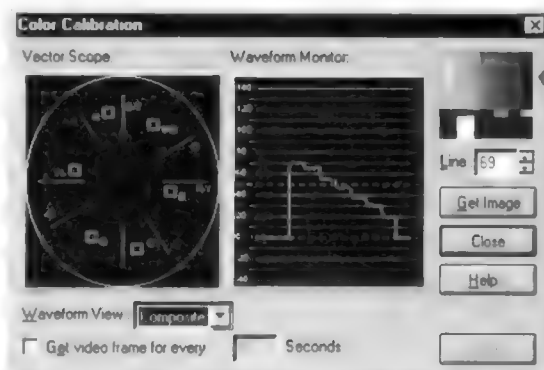 Color Calibration
Vector Scope
Waveform Monitor:
Line: 69
Get Image
Close
Help
Waveform View Composite
Get video frame for every Seconds